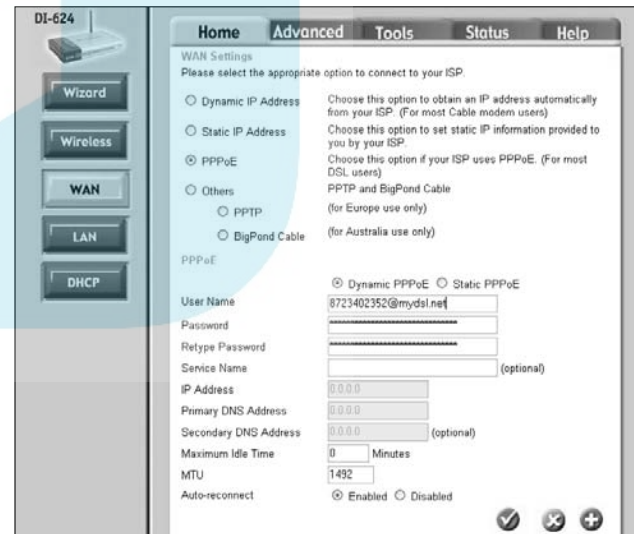 DI-624
Home Advanced Tools Status Help
Wizard
Wireless
WAN
LAN
DHCP
WAN Settings
Please select the appropriate option to connect to your ISP.
Dynamic IP Address Choose this option to obtain an IP address automatically
from your ISP. (For most Cable modem users)
Static IP Address Choose this option to set static IP information provided to
you by your ISP.
PPPoE Choose this option if your ISP uses PPPoE. (For most
DSL users)
Others PPTP and BigPond Cable
PPTP (for Europe use only)
BigPond Cable (for Australia use only)
PPPoE
Dynamic PPPoE Static PPPoE
User Name 8723402352@mydsl.net
Password
Retype Password
Service Name (optional)
IP Address 0.0.0.0
Primary DNS Address 0.0.0.0
Secondary DNS Address 0.0.0.0 (optional)
Maximum Idle Time 0 Minutes
MTU 1492
Auto-reconnect Enabled Disabled